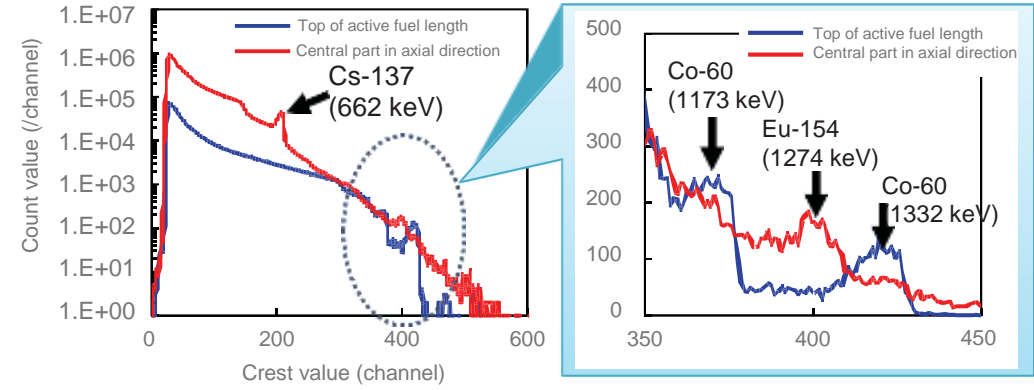 Count value (/channel)
1.E+07
1.E+06
1.E+05
1.E+04
1.E+03
1.E+02
1.E+01
1.E+00
Top of active fuel length
Central part in axial direction
Cs-137
(662 keV)
0
200
400
600
Crest value (channel)
500
400
300
200
100
0
Top of active fuel length
Central part in axial direction
Co-60
(1173 keV)
Eu-154
(1274 keV)
Co-60
(1332 keV)
350
400
450